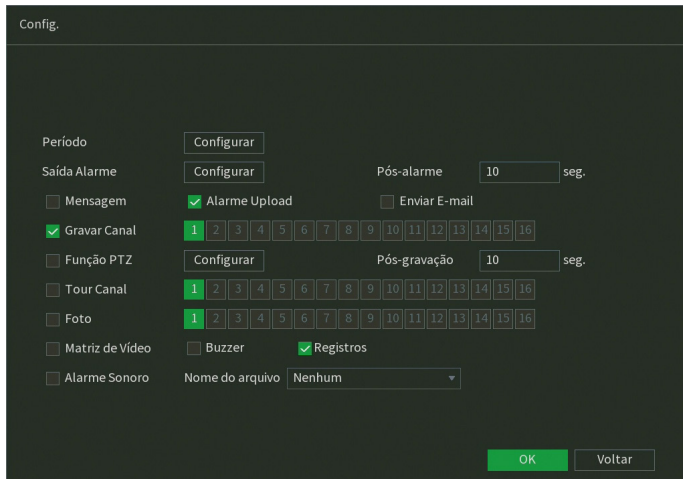 Config.
Período Configurar
Saída Alarme Configurar Pós-alarme 10 seg.
Mensagem Alarme Upload Enviar E-mail
Gravar Canal 1 2 3 4 5 6 7 8 9 10 11 12 13 14 15 16
Função PTZ Configurar Pós-gravação 10 seg.
Tour Canal 1 2 3 4 5 6 7 8 9 10 11 12 13 14 15 16
Foto 1 2 3 4 5 6 7 8 9 10 11 12 13 14 15 16
Matriz de Vídeo Buzzer Registros
Alarme Sonoro Nome do arquivo Nenhum
OK Voltar